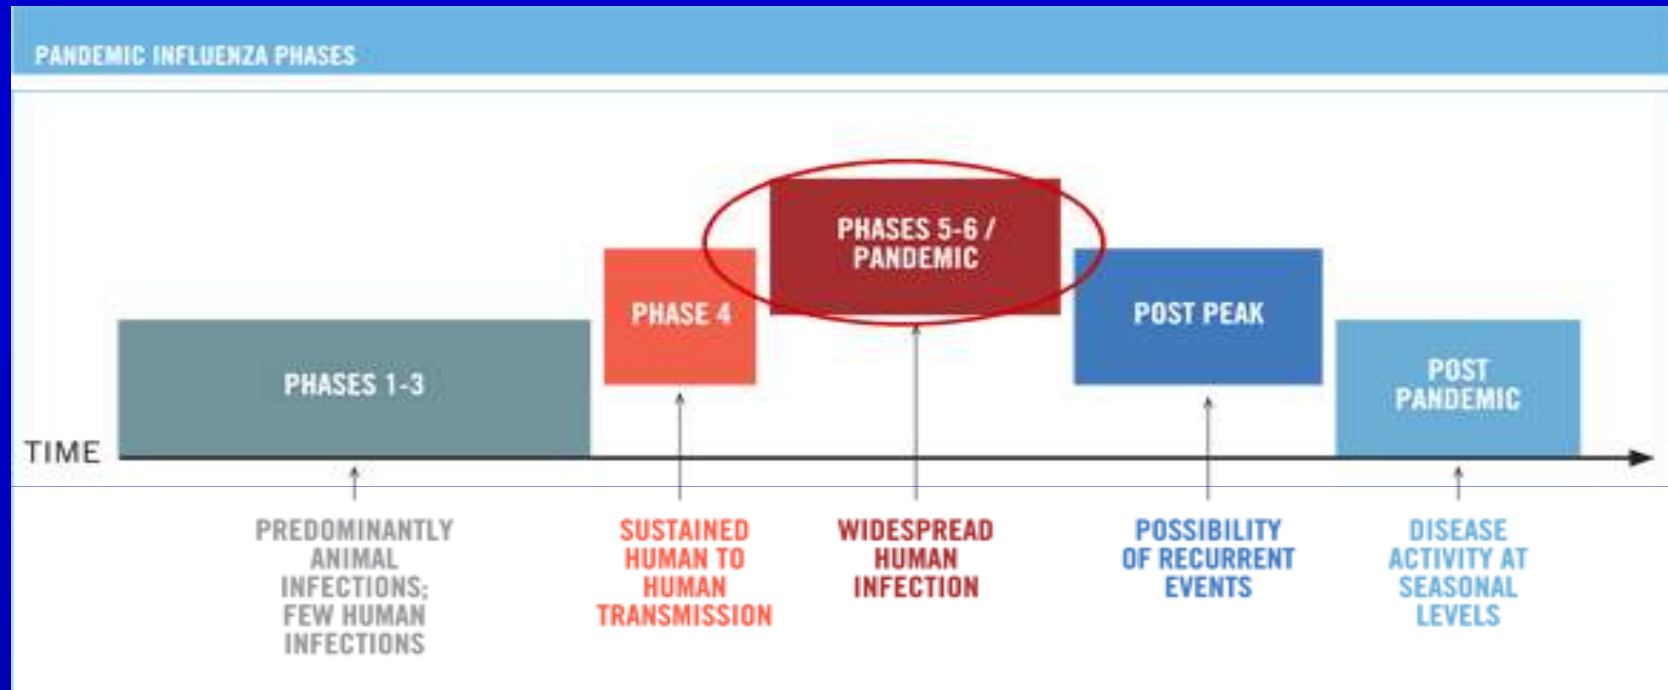 PANDEMIC INFLUENZA PHASES
PHASES 5-6 /
PANDEMIC
PHASE 4
POST PEAK
PHASES 1-3
POST
PANDEMIC
TIME
PREDOMINANTLY
ANIMAL
INFECTIONS;
FEW HUMAN
INFECTIONS
SUSTAINED
HUMAN TO
HUMAN
TRANSMISSION
WIDESPREAD
HUMAN
INFECTION
POSSIBILITY
OF RECURRENT
EVENTS
DISEASE
ACTIVITY AT
SEASONAL
LEVELS